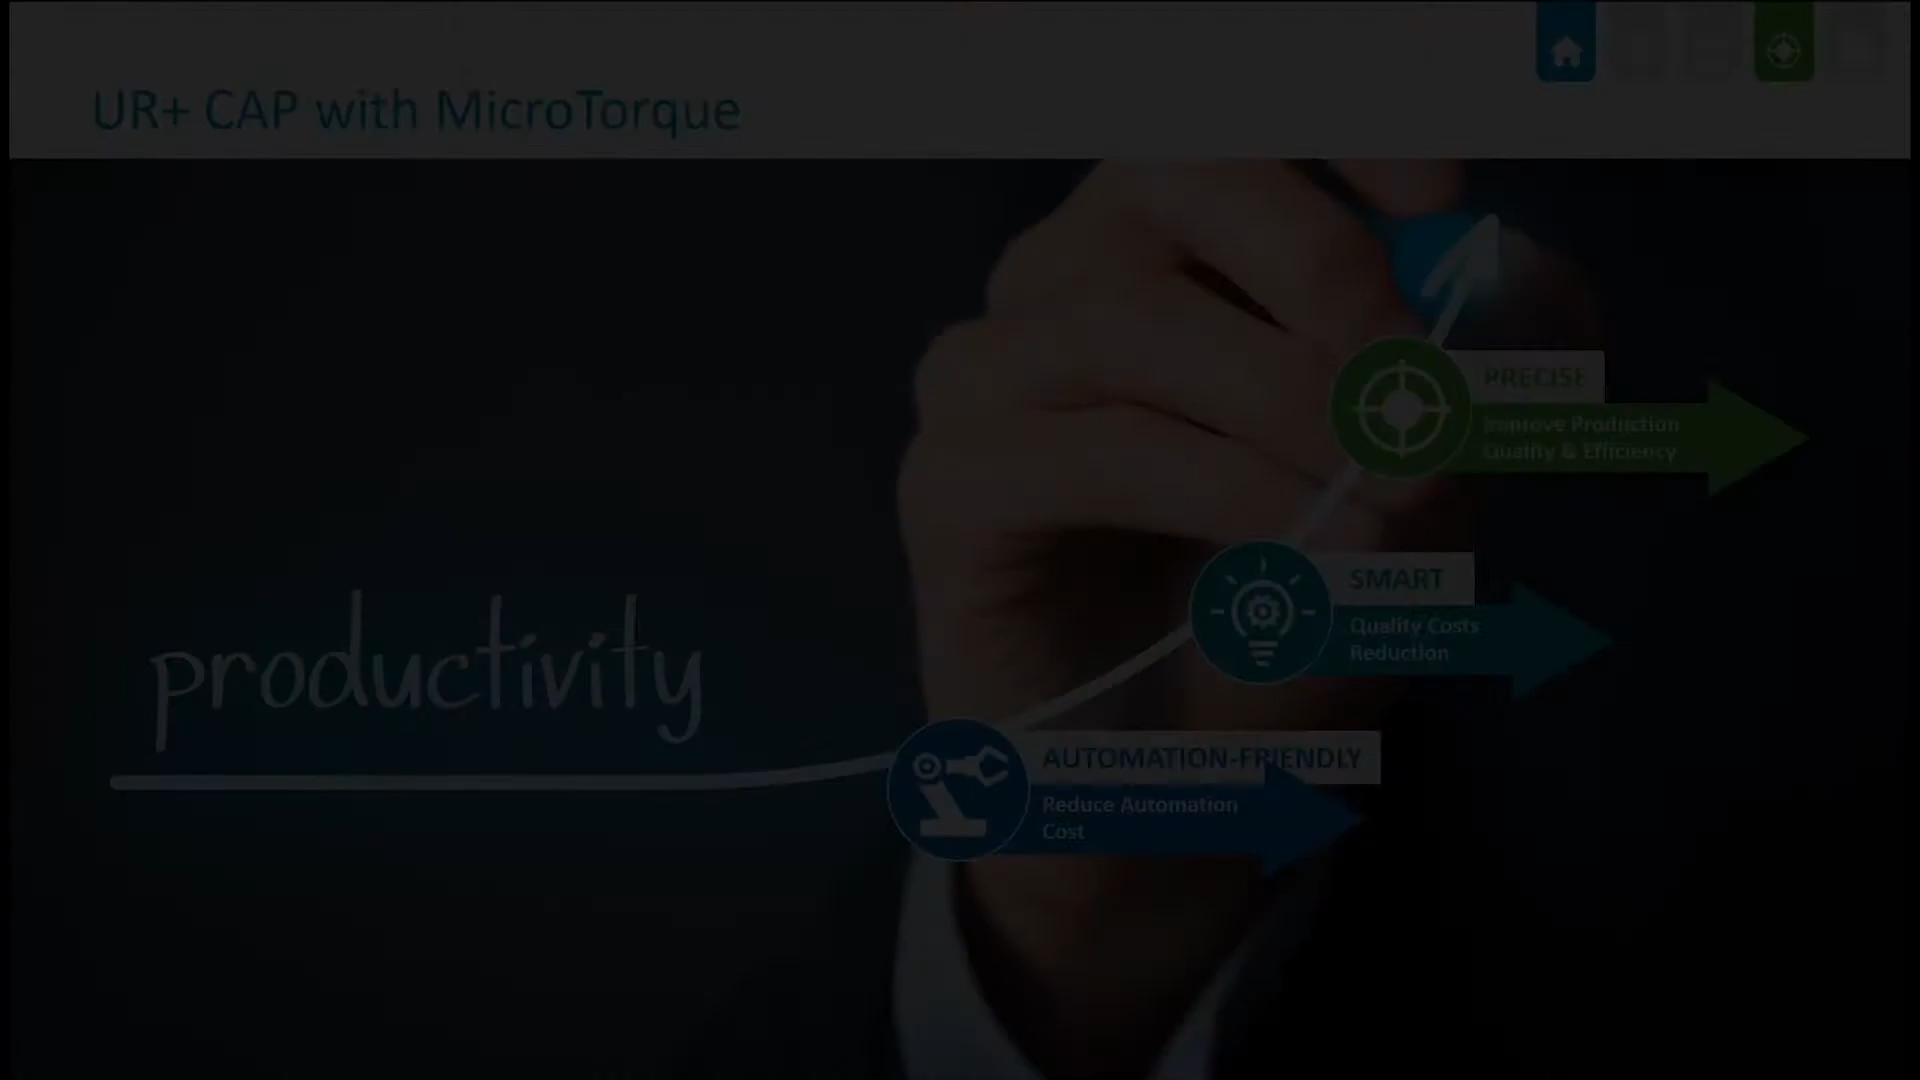 UR+ CAP with MicroTorque
PRECISE
Improve Production
Quality & Efficiency
SMART
Quality Costs
Reduction
productivity
AUTOMATION-FRIENDLY
Reduce Automation
Cost